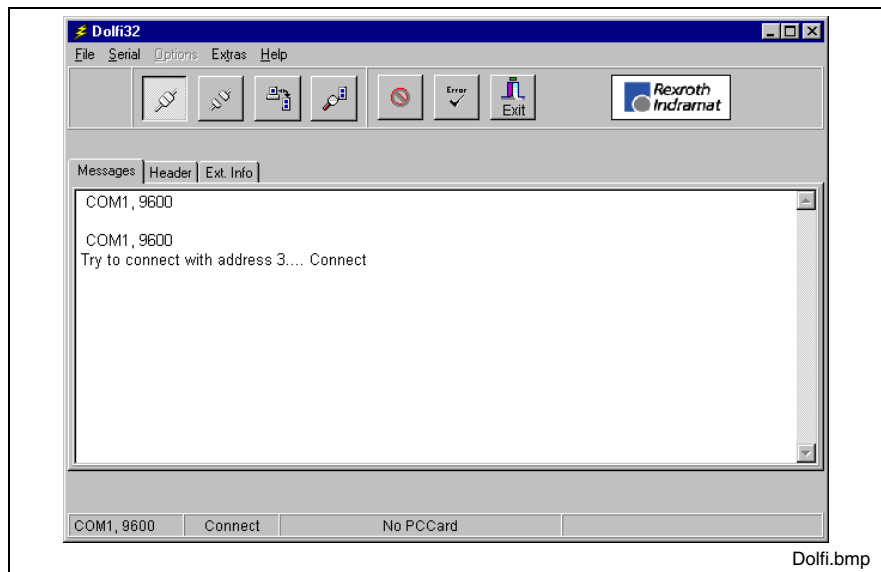 Dolfi32
File Serial Options Extras Help
Error
Exit
Rexroth
Indramat
Messages Header Ext. Info
COM1, 9600
COM1, 9600
Try to connect with address 3.... Connect
COM1, 9600 Connect No PCCard
Dolfi.bmp